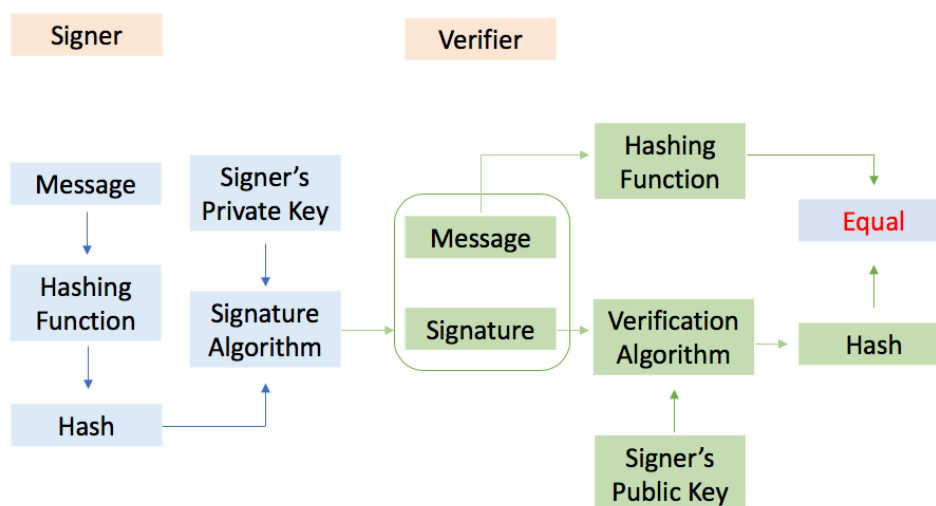 Signer
Verifier
Message
Hashing
Function
Hash
Signer’s
Private Key
Signature
Algorithm
Message
Signature
Hashing
Function
Verification
Algorithm
Signer’s
Public Key
Equal
Hash